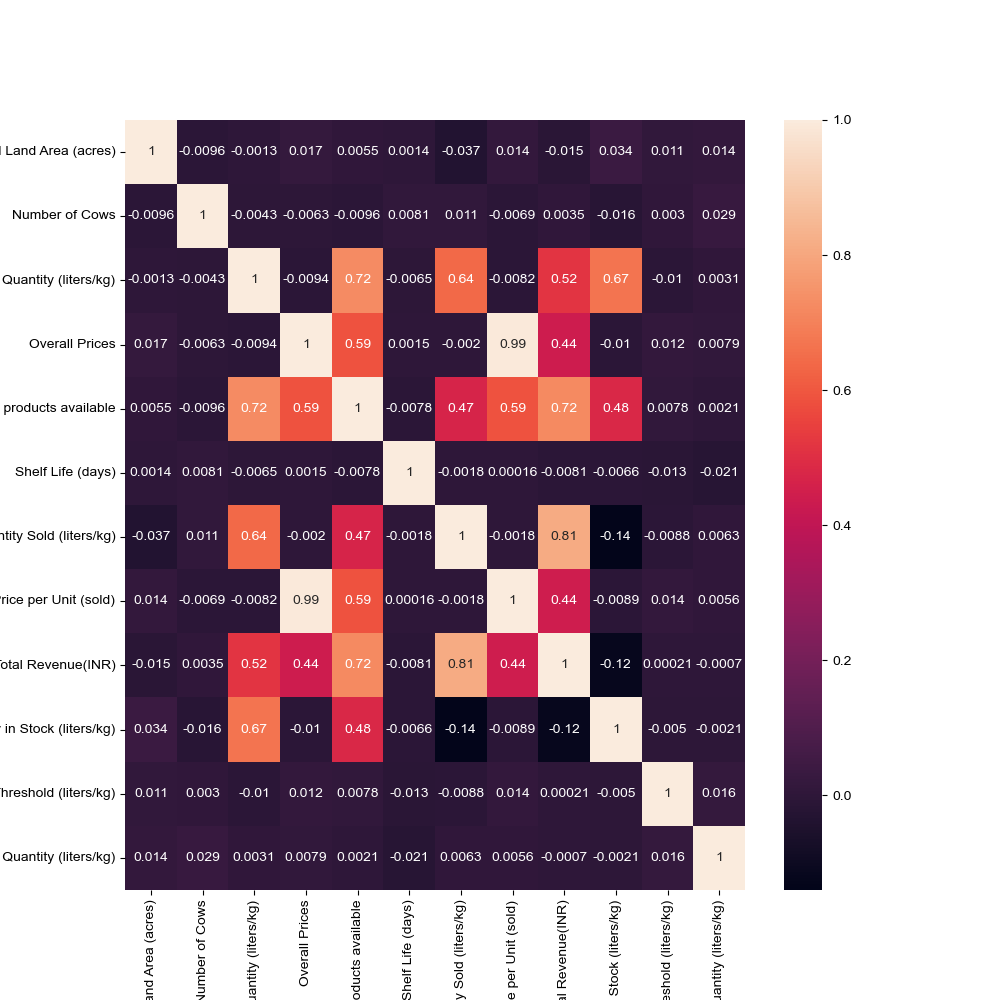 1.0
Land Area (acres) 1 -0.0096 -0.0013 0.017 0.0055 0.0014 -0.037 0.014 -0.015 0.034 0.011 0.014
Number of Cows -0.0096 1 -0.0043 -0.0063 -0.0096 0.0081 0.011 -0.0069 0.0035 -0.016 0.003 0.029
0.8
Quantity (liters/kg) -0.0013 -0.0043 1 -0.0094 0.72 -0.0065 0.64 -0.0082 0.52 0.67 -0.01 0.0031
Overall Prices 0.017 -0.0063 -0.0094 1 0.59 0.0015 -0.002 0.99 0.44 -0.01 0.012 0.0079
0.6
products available 0.0055 -0.0096 0.72 0.59 1 -0.0078 0.47 0.59 0.72 0.48 0.0078 0.0021
Shelf Life (days) 0.0014 0.0081 -0.0065 0.0015 -0.0078 1 -0.0018 0.00016 -0.0081 -0.0066 -0.013 -0.021
0.4
ntity Sold (liters/kg) -0.037 0.011 0.64 -0.002 0.47 -0.0018 1 -0.0018 0.81 -0.14 -0.0088 0.0063
Price per Unit (sold) 0.014 -0.0069 -0.0082 0.99 0.59 0.00016 -0.0018 1 0.44 -0.0089 0.014 0.0056
0.2
Total Revenue(INR) -0.015 0.0035 0.52 0.44 0.72 -0.0081 0.81 0.44 1 -0.12 0.00021 -0.0007
in Stock (liters/kg) 0.034 -0.016 0.67 -0.01 0.48 -0.0066 -0.14 -0.0089 -0.12 1 -0.005 -0.0021
0.0
Threshold (liters/kg) 0.011 0.003 -0.01 0.012 0.0078 -0.013 -0.0088 0.014 0.00021 -0.005 1 0.016
Quantity (liters/kg) 0.014 0.029 0.0031 0.0079 0.0021 -0.021 0.0063 0.0056 -0.0007 -0.0021 0.016 1
and Area (acres)
Number of Cows
uantity (liters/kg)
Overall Prices
oducts available
Shelf Life (days)
y Sold (liters/kg)
e per Unit (sold)
al Revenue(INR)
Stock (liters/kg)
eshold (liters/kg)
uantity (liters/kg)